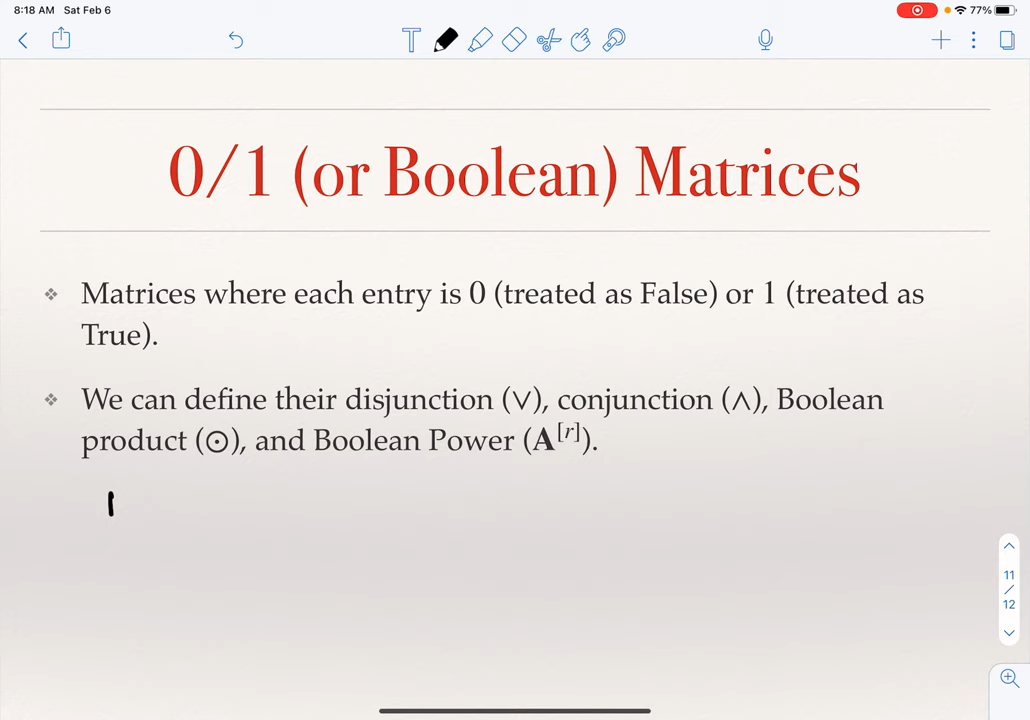 8:18 AM Sat Feb 6
77%
0/1 (or Boolean) Matrices
❖ Matrices where each entry is 0 (treated as False) or 1 (treated as
True).
❖ We can define their disjunction (∨), conjunction (∧), Boolean
product (⊙), and Boolean Power (A^[r]).
11
/
12